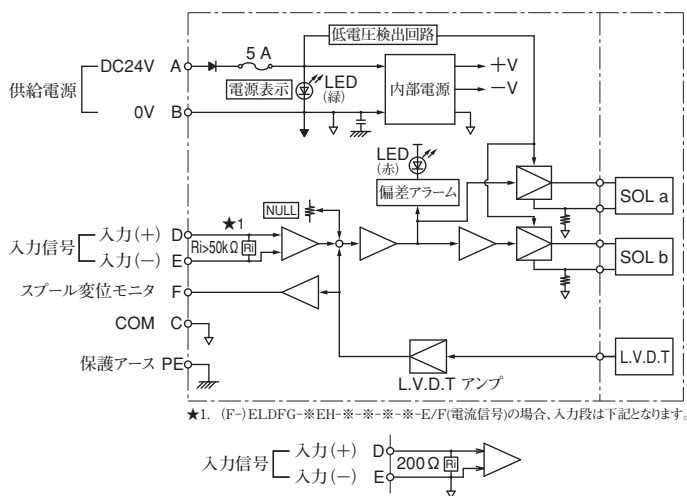 低電圧検出回路
5 A
DC24V A
供給電源
電源表示
LED
(緑)
内部電源
+V
-V
0V B
LED
(赤)
偏差アラーム
SOL a
NULL
★1
入力信号
入力(+) D
Ri>50kΩ Ri
入力(-) E
SOL b
スプール変位モニタ F
COM C
保護アース PE
L.V.D.T
L.V.D.T アンプ
★1. (F-)ELDFG-※EH-※-※-※-※-E/F(電流信号)の場合、入力段は下記となります。
入力信号
入力(+) D
200Ω Ri
入力(-) E